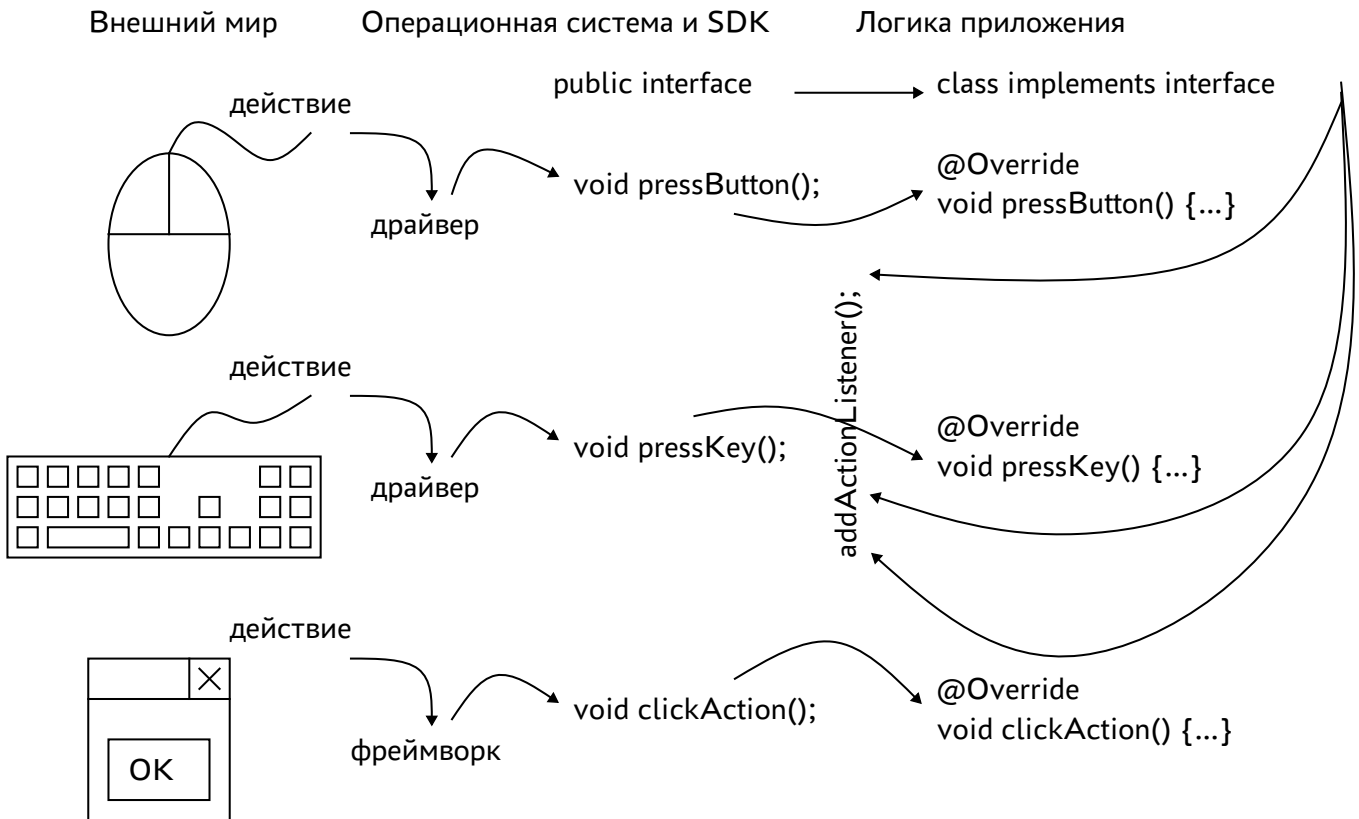 Внешний мир
Операционная система и SDK
Логика приложения
public interface
class implements interface
действие
драйвер
void pressButton();
@Override
void pressButton() {...}
addActionListener();
действие
драйвер
void pressKey();
@Override
void pressKey() {...}
действие
фреймворк
void clickAction();
@Override
void clickAction() {...}
OK